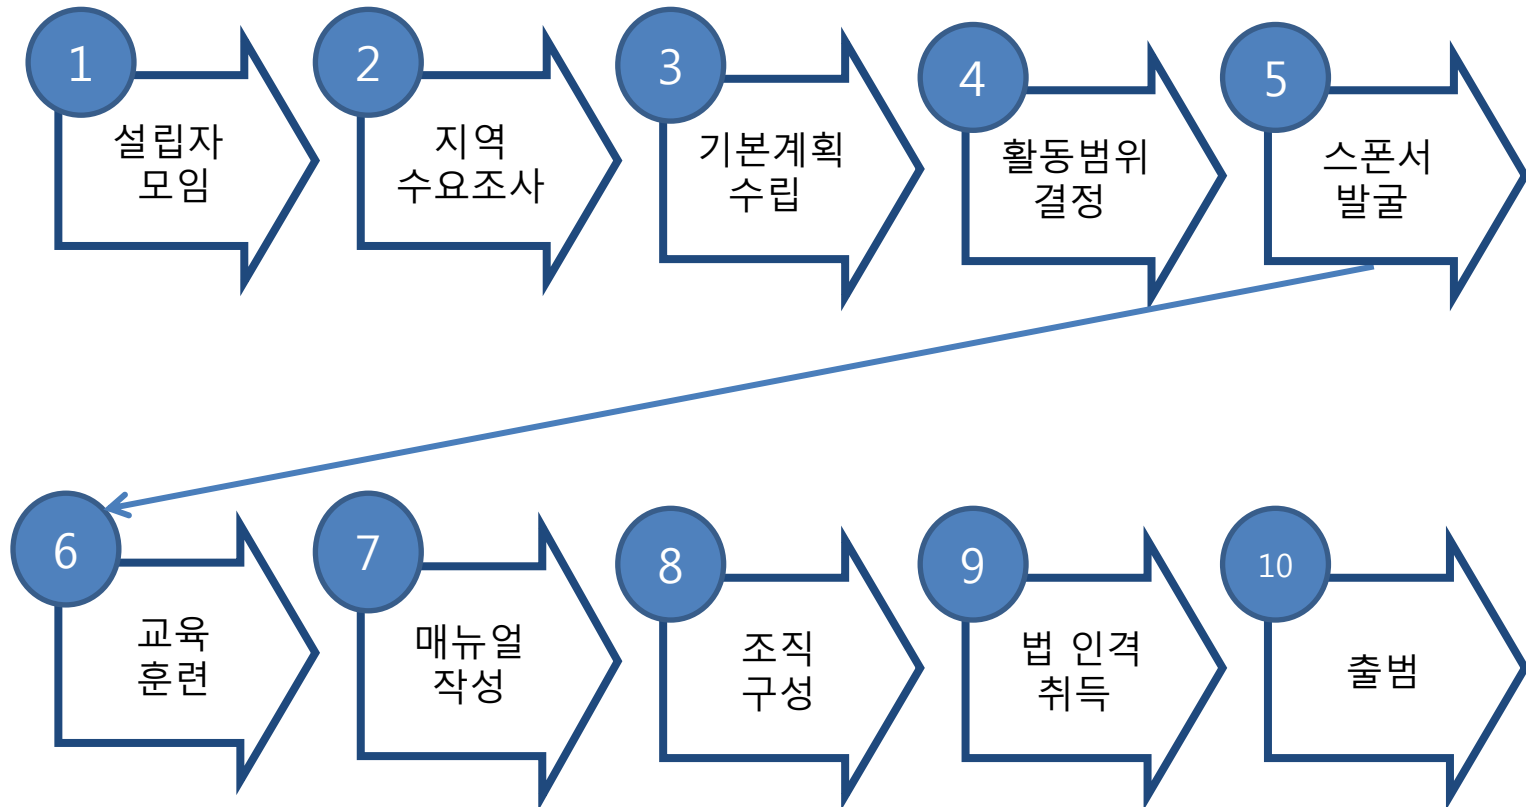 1
설립자
모임
2
지역
수요조사
3
기본계획
수립
4
활동범위
결정
5
스폰서
발굴
6
교육
훈련
7
매뉴얼
작성
8
조직
구성
9
법 인격
취득
10
출범